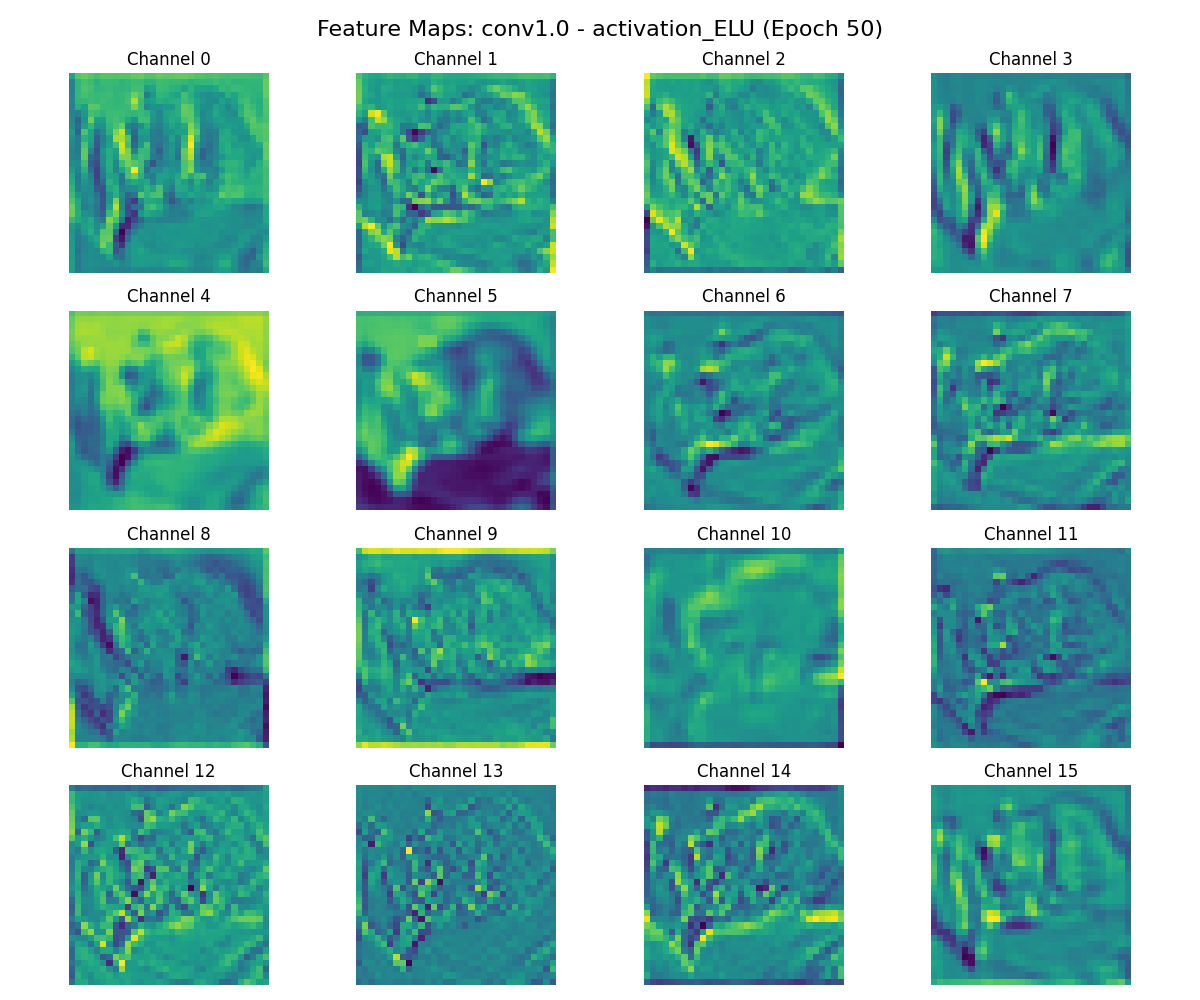 Feature Maps: conv1.0 - activation_ELU (Epoch 50)
Channel 0
Channel 1
Channel 2
Channel 3
Channel 4
Channel 5
Channel 6
Channel 7
Channel 8
Channel 9
Channel 10
Channel 11
Channel 12
Channel 13
Channel 14
Channel 15